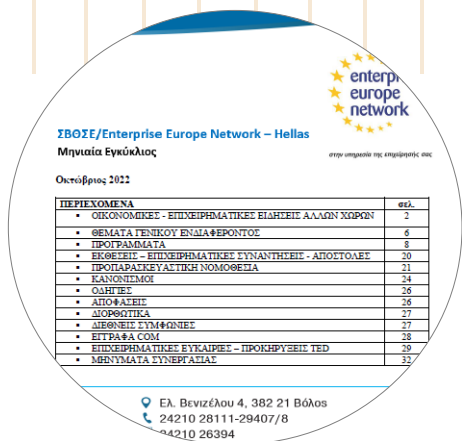 enterpr
europe
network
ΣΒΘΣΕ/Enterprise Europe Network – Hellas
Μηνιαία Εγκύκλιος
στην υπηρεσία της επιχείρησής σας
Οκτώβριος 2022
ΠΕΡΙΕΧΟΜΕΝΑ σελ.
▪ ΟΙΚΟΝΟΜΙΚΕΣ - ΕΠΙΧΕΙΡΗΜΑΤΙΚΕΣ ΕΙΔΗΣΕΙΣ ΑΛΛΩΝ ΧΩΡΩΝ 2
▪ ΘΕΜΑΤΑ ΓΕΝΙΚΟΥ ΕΝΔΙΑΦΕΡΟΝΤΟΣ 6
▪ ΠΡΟΓΡΑΜΜΑΤΑ 8
▪ ΕΚΘΕΣΕΙΣ – ΕΠΙΧΕΙΡΗΜΑΤΙΚΕΣ ΣΥΝΑΝΤΗΣΕΙΣ - ΑΠΟΣΤΟΛΕΣ 20
▪ ΠΡΟΠΑΡΑΣΚΕΥΑΣΤΙΚΗ ΝΟΜΟΘΕΣΙΑ 21
▪ ΚΑΝΟΝΙΣΜΟΙ 24
▪ ΟΔΗΓΙΕΣ 26
▪ ΑΠΟΦΑΣΕΙΣ 26
▪ ΔΙΟΡΘΩΤΙΚΑ 27
▪ ΔΙΕΘΝΕΙΣ ΣΥΜΦΩΝΙΕΣ 27
▪ ΕΓΓΡΑΦΑ COM 28
▪ ΕΠΙΧΕΙΡΗΜΑΤΙΚΕΣ ΕΥΚΑΙΡΙΕΣ – ΠΡΟΚΗΡΥΞΕΙΣ TED 29
▪ ΜΗΝΥΜΑΤΑ ΣΥΝΕΡΓΑΣΙΑΣ 32
Ελ. Βενιζέλου 4, 382 21 Βόλος
24210 28111-29407/8
24210 26394